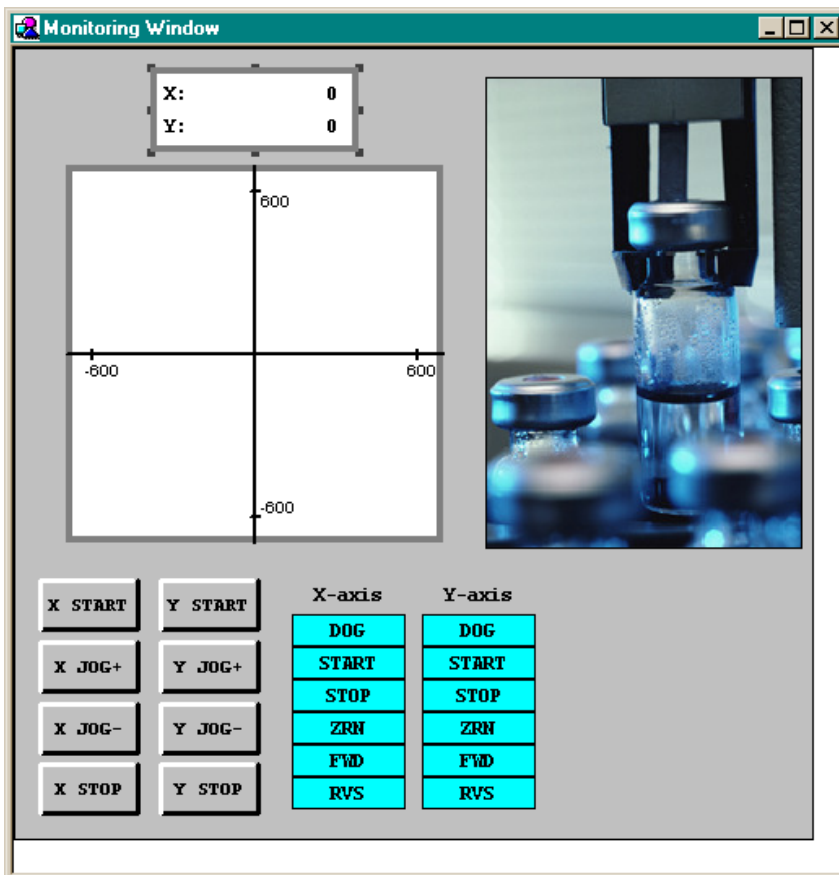 Monitoring Window
X: 0
Y: 0
600
-600 600
-600
X START Y START
X JOG+ Y JOG+
X JOG- Y JOG-
X STOP Y STOP
X-axis Y-axis
DOG DOG
START START
STOP STOP
ZRN ZRN
FWD FWD
RVS RVS